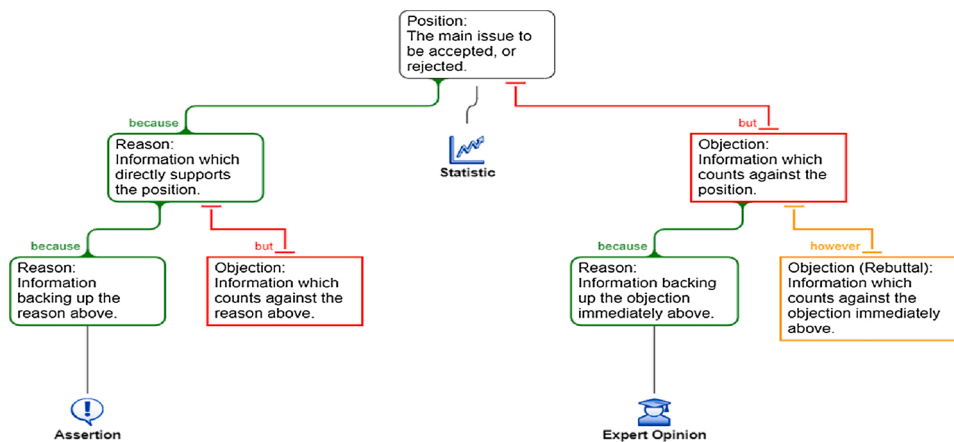 Position:
The main issue to
be accepted, or
rejected.
because
but
Reason:
Information which
directly supports
the position.
Statistic
Objection:
Information which
counts against the
position.
because
but
because
however
Reason:
Information
backing up the
reason above.
Objection:
Information which
counts against the
reason above.
Reason:
Information backing
up the objection
immediately above.
Objection (Rebuttal):
Information which
counts against the
objection immediately
above.
Assertion
Expert Opinion